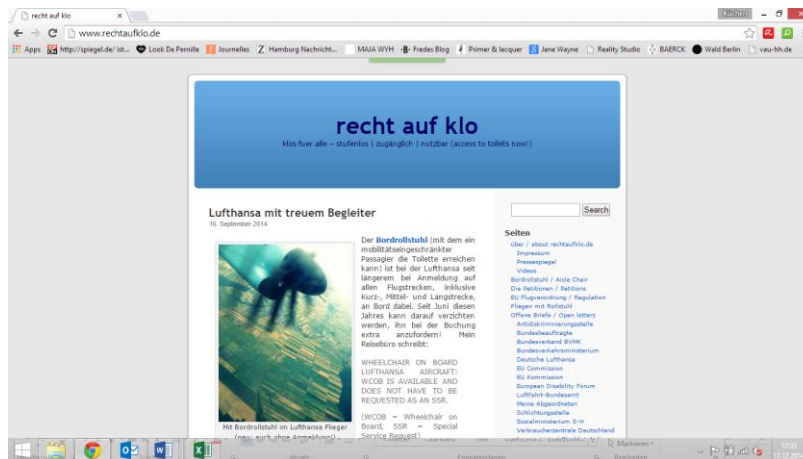 recht auf klo
Küchen
www.rechtaufklo.de
Apps http://spiegel.de/ ist... Look De Pernille Journelles Hamburg Nachricht... MAJA WYH Fredes Blog Primer & lacquer Jane Wayne Reality Studio BAERCK Wald Berlin vau-hh.de
recht auf klo
klos fuer alle – stufenlos | zugänglich | nutzbar (access to toilets now!)
Lufthansa mit treuem Begleiter
16. September 2014
Der Bordrollstuhl (mit dem ein
mobilitätseingeschränkter
Passagier die Toilette erreichen
kann) ist bei der Lufthansa seit
längerem bei Anmeldung auf
allen Flugstrecken, inklusive
Kurz-, Mittel- und Langstrecke,
an Bord dabei. Seit Juni diesen
Jahres kann darauf verzichten
werden, ihn bei der Buchung
extra anzufordern! Mein
Reisebüro schreibt:
WHEELCHAIR ON BOARD
LUFTHANSA AIRCRAFT:
WCOB IS AVAILABLE AND
DOES NOT HAVE TO BE
REQUESTED AS AN SSR.
(WCOB = Wheelchair on
Board, SSR = Special
Service Request)
Mit Bordrollstuhl im Lufthansa Flieger
(neu: auch ohne Anmeldung!)
Search
Seiten
über / about rechtaufklo.de
Impressum
Pressespiegel
Videos
Bordrollstuhl / Aisle Chair
Die Petitionen / Petitions
EU Flugverordnung / Regulation
Fliegen mit Rollstuhl
Offene Briefe / Open letters
Antidiskriminierungsstelle
Bundesbeauftragte
Bundesverband BVMK
Bundesverkehrsministerium
Deutsche Lufthansa
EU Commission
EU Kommission
European Disability Forum
Luftfahrt-Bundesamt
Meine Abgeordneten
Schlichtungsstelle
Sozialministerium S-H
Verbraucherzentrale Deutschland
Markieren
Absatz
Formatvorlagen
Bearbeiten